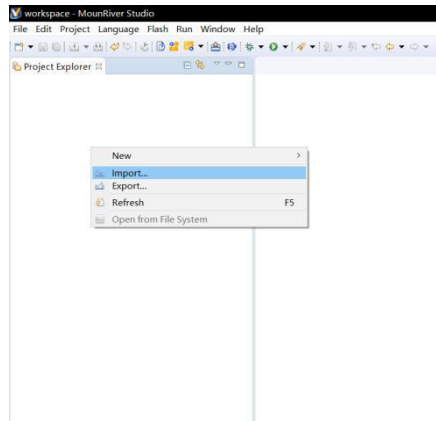 workspace - MounRiver Studio
File Edit Project Language Flash Run Window Help
Project Explorer
New
Import...
Export...
Refresh F5
Open from File System